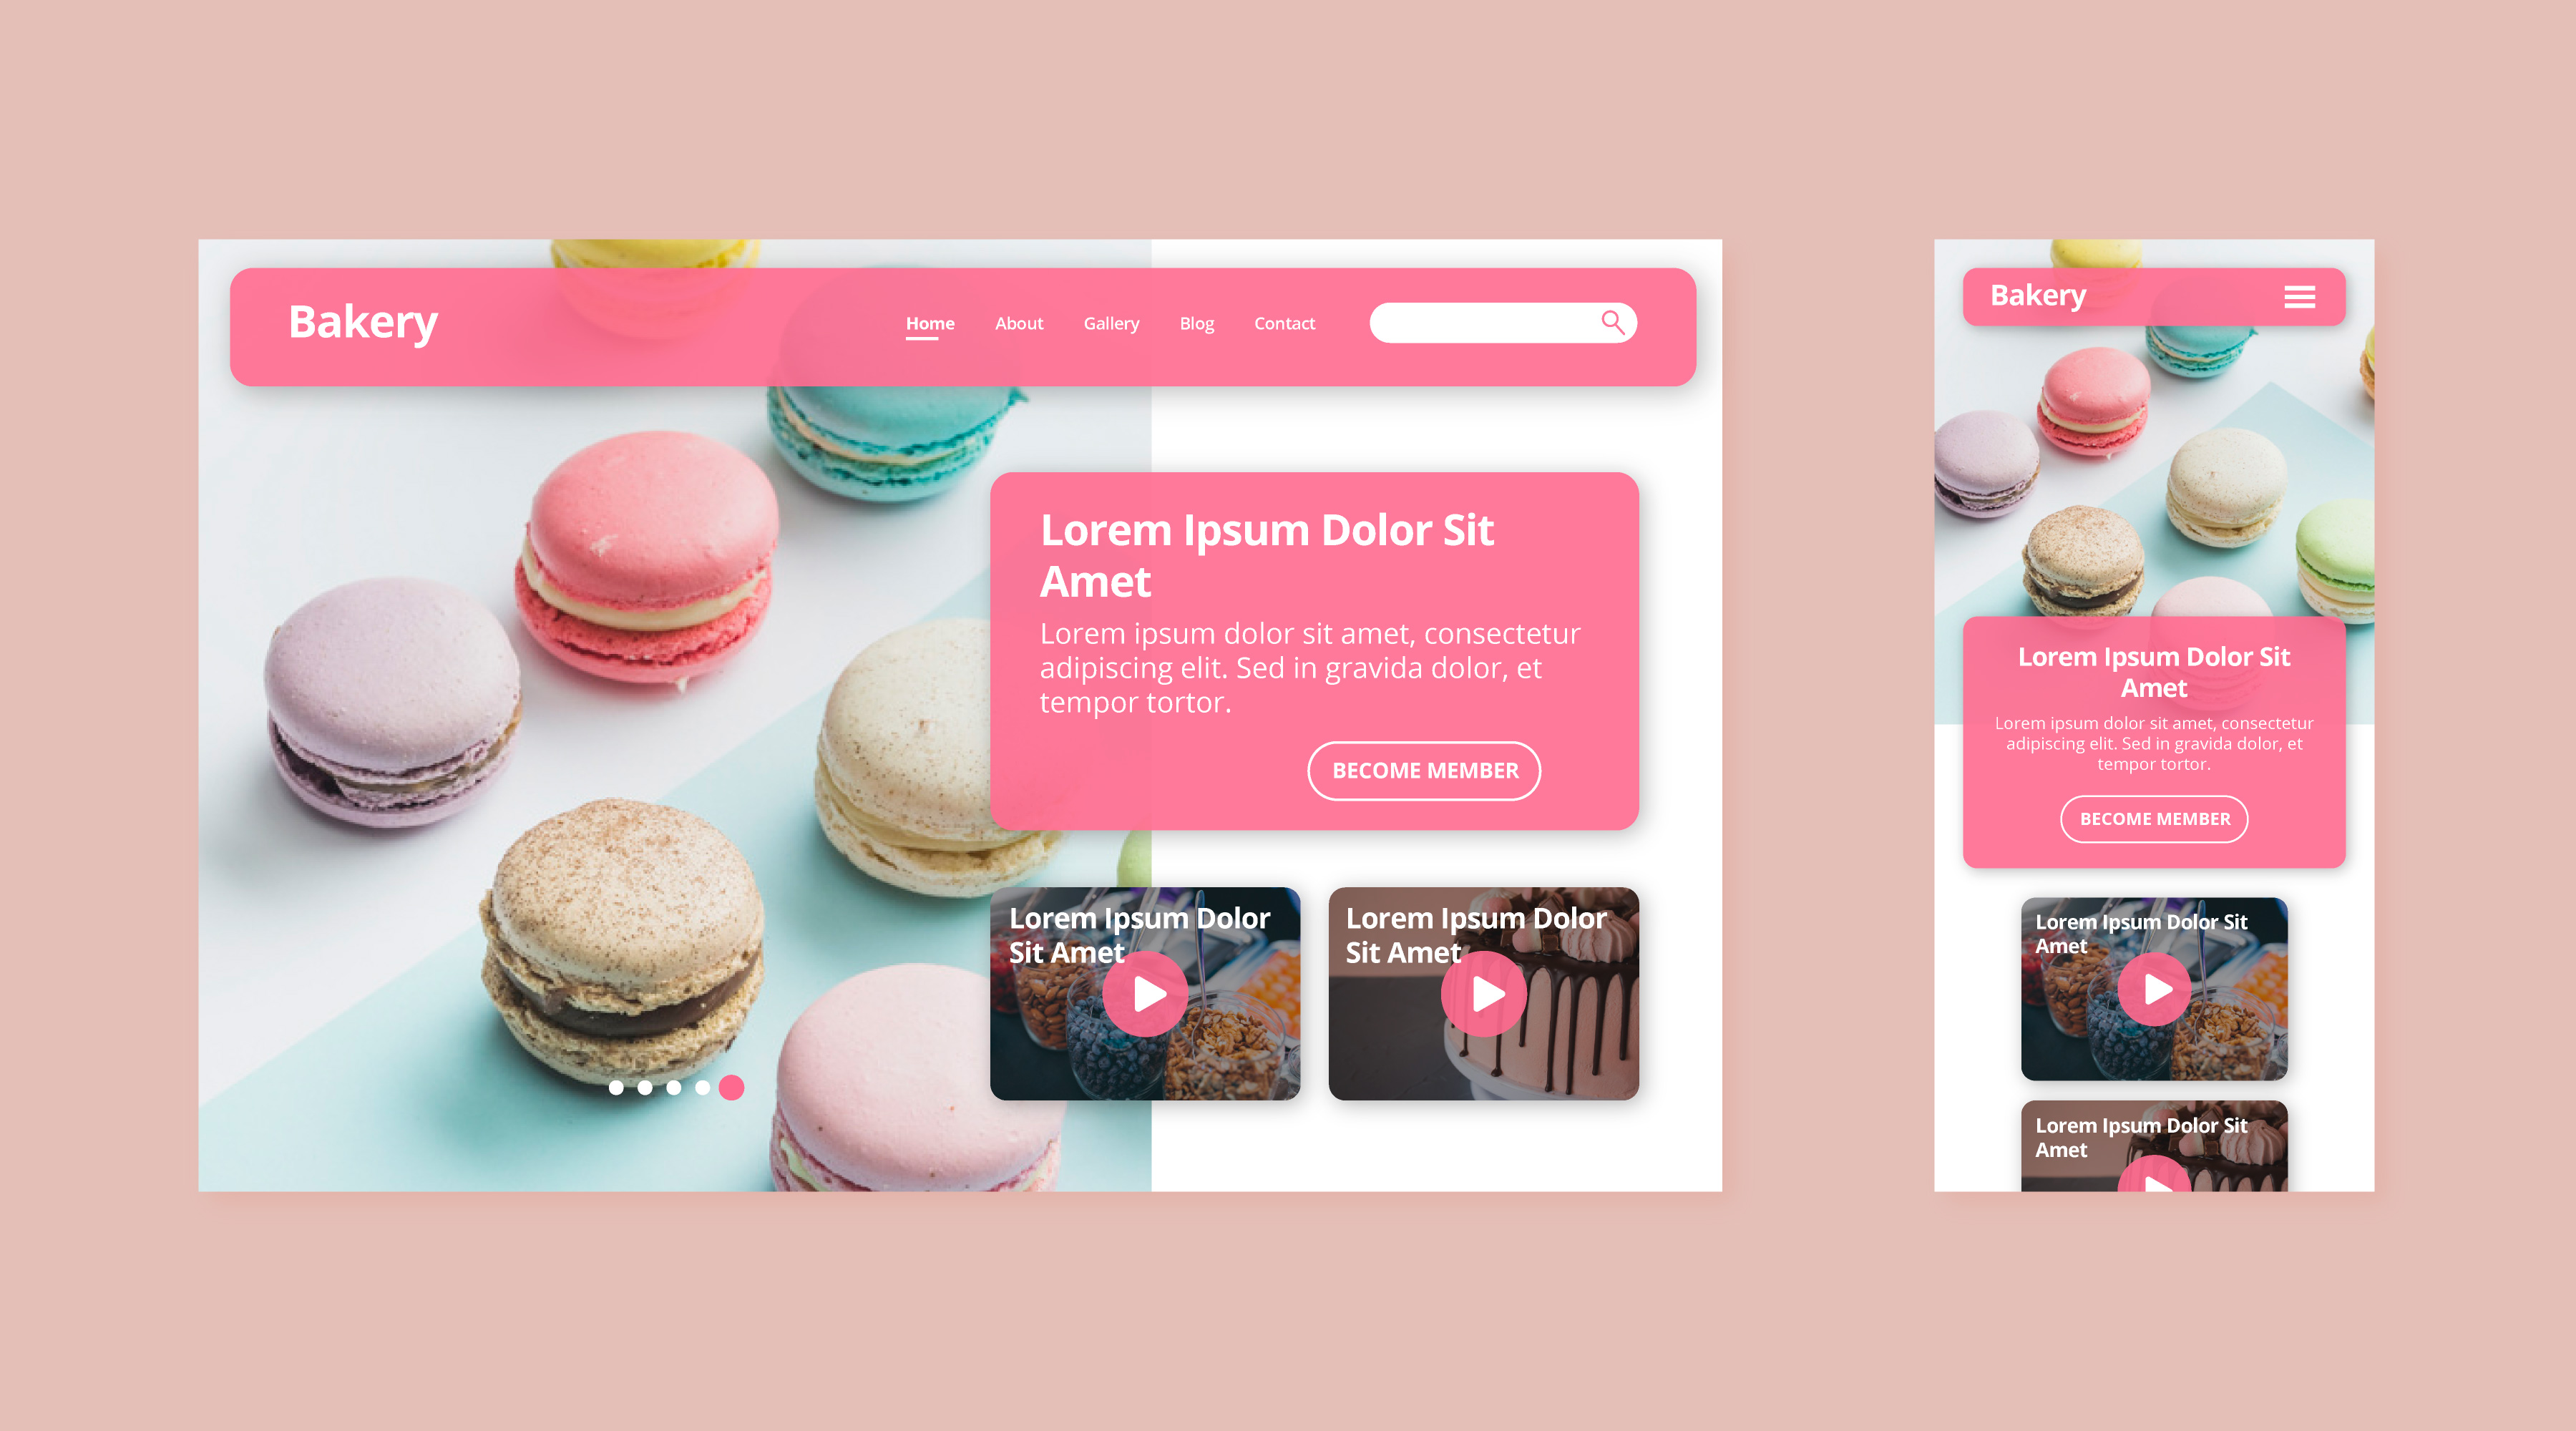 Bakery
Home About Gallery Blog Contact
Lorem Ipsum Dolor Sit
Amet
Lorem ipsum dolor sit amet, consectetur
adipiscing elit. Sed in gravida dolor, et
tempor tortor.
BECOME MEMBER
Lorem Ipsum Dolor
Sit Amet
Lorem Ipsum Dolor
Sit Amet
Bakery
Lorem Ipsum Dolor Sit
Amet
Lorem ipsum dolor sit amet, consectetur
adipiscing elit. Sed in gravida dolor, et
tempor tortor.
BECOME MEMBER
Lorem Ipsum Dolor Sit
Amet
Lorem Ipsum Dolor Sit
Amet